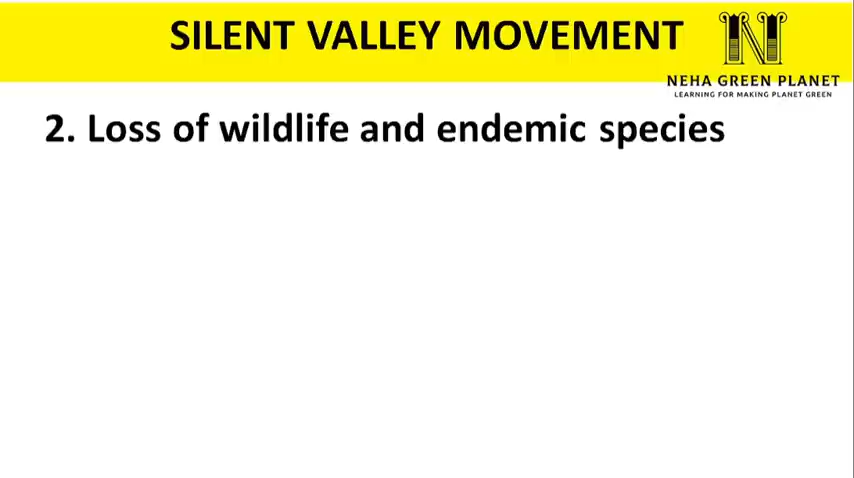 SILENT VALLEY MOVEMENT
N
NEHA GREEN PLANET
LEARNING FOR MAKING PLANET GREEN
2. Loss of wildlife and endemic species